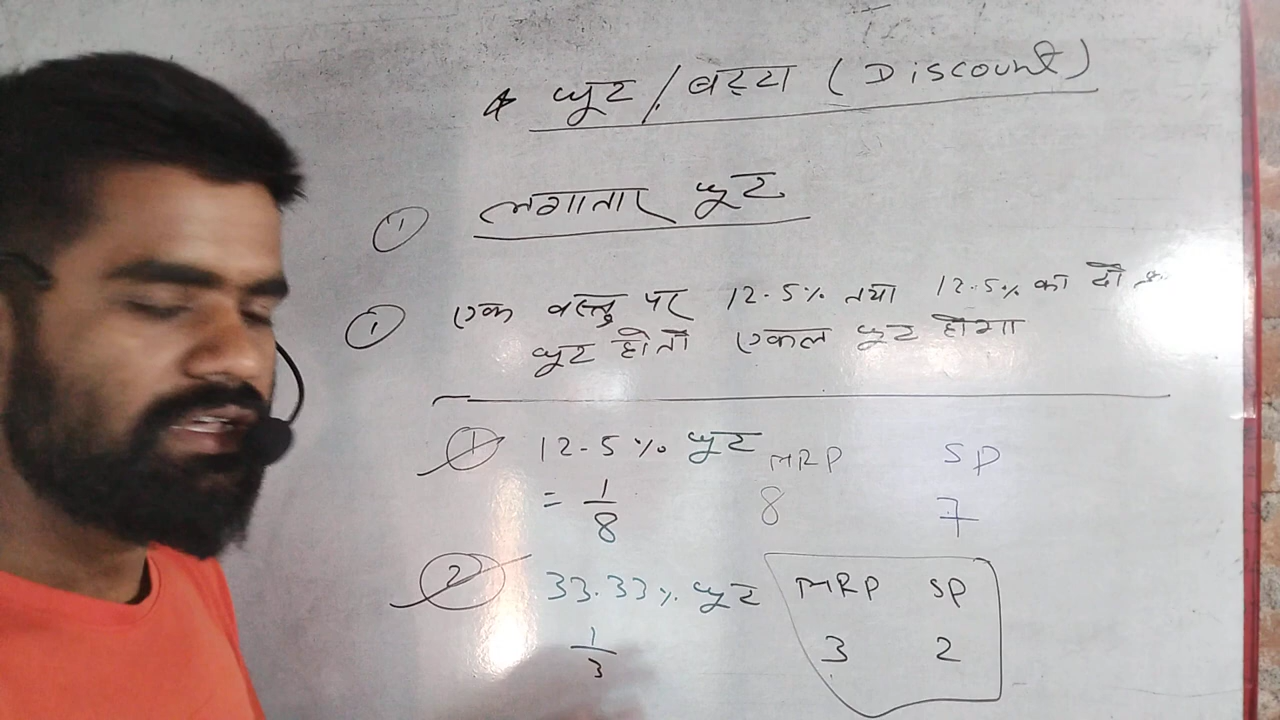 * छूट / बट्टा (Discount)
① लगातार छूट
① एक वस्तु पर 12.5% तथा 12.5% का दो
छूट हो तो एकल छूट होगा
① 12.5% छूट MRP SP
= 1/8 8 7
② 33.33% छूट MRP SP
1/3 3 2